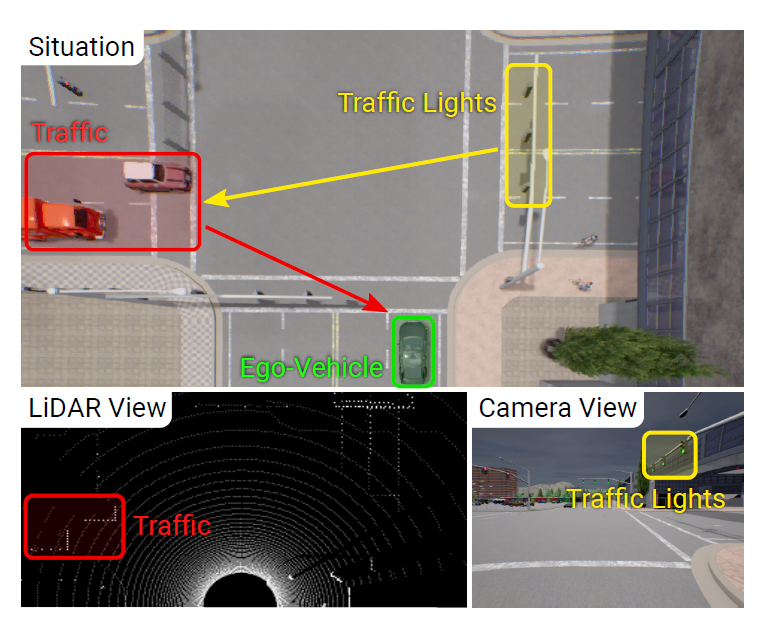 Situation
Traffic Lights
Traffic
Ego-Vehicle
LiDAR View
Camera View
Traffic
Traffic Lights